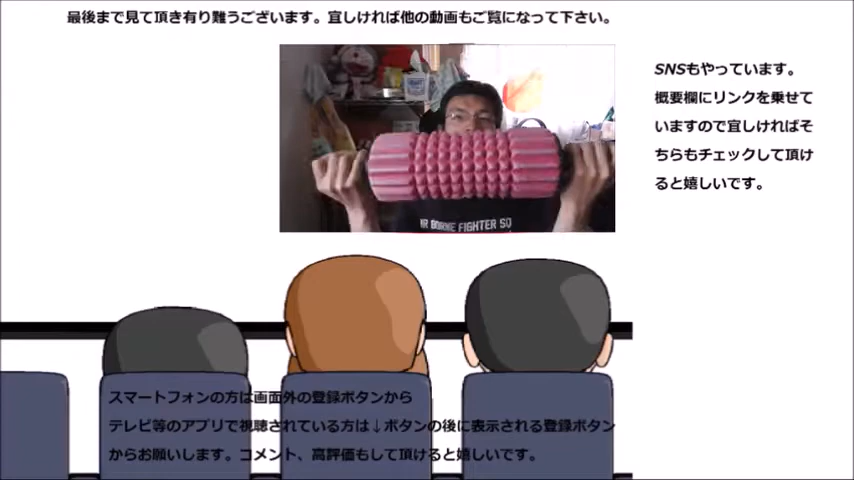 最後まで見て頂き有り難うございます。宜しければ他の動画もご覧になって下さい。
SNSもやっています。
概要欄にリンクを乗せて
いますので宜しければそ
ちらもチェックして頂け
ると嬉しいです。
BORNE FIGHTER SQ
スマートフォンの方は画面外の登録ボタンから
テレビ等のアプリで視聴されている方は↓ボタンの後に表示される登録ボタン
からお願いします。コメント、高評価もして頂けると嬉しいです。